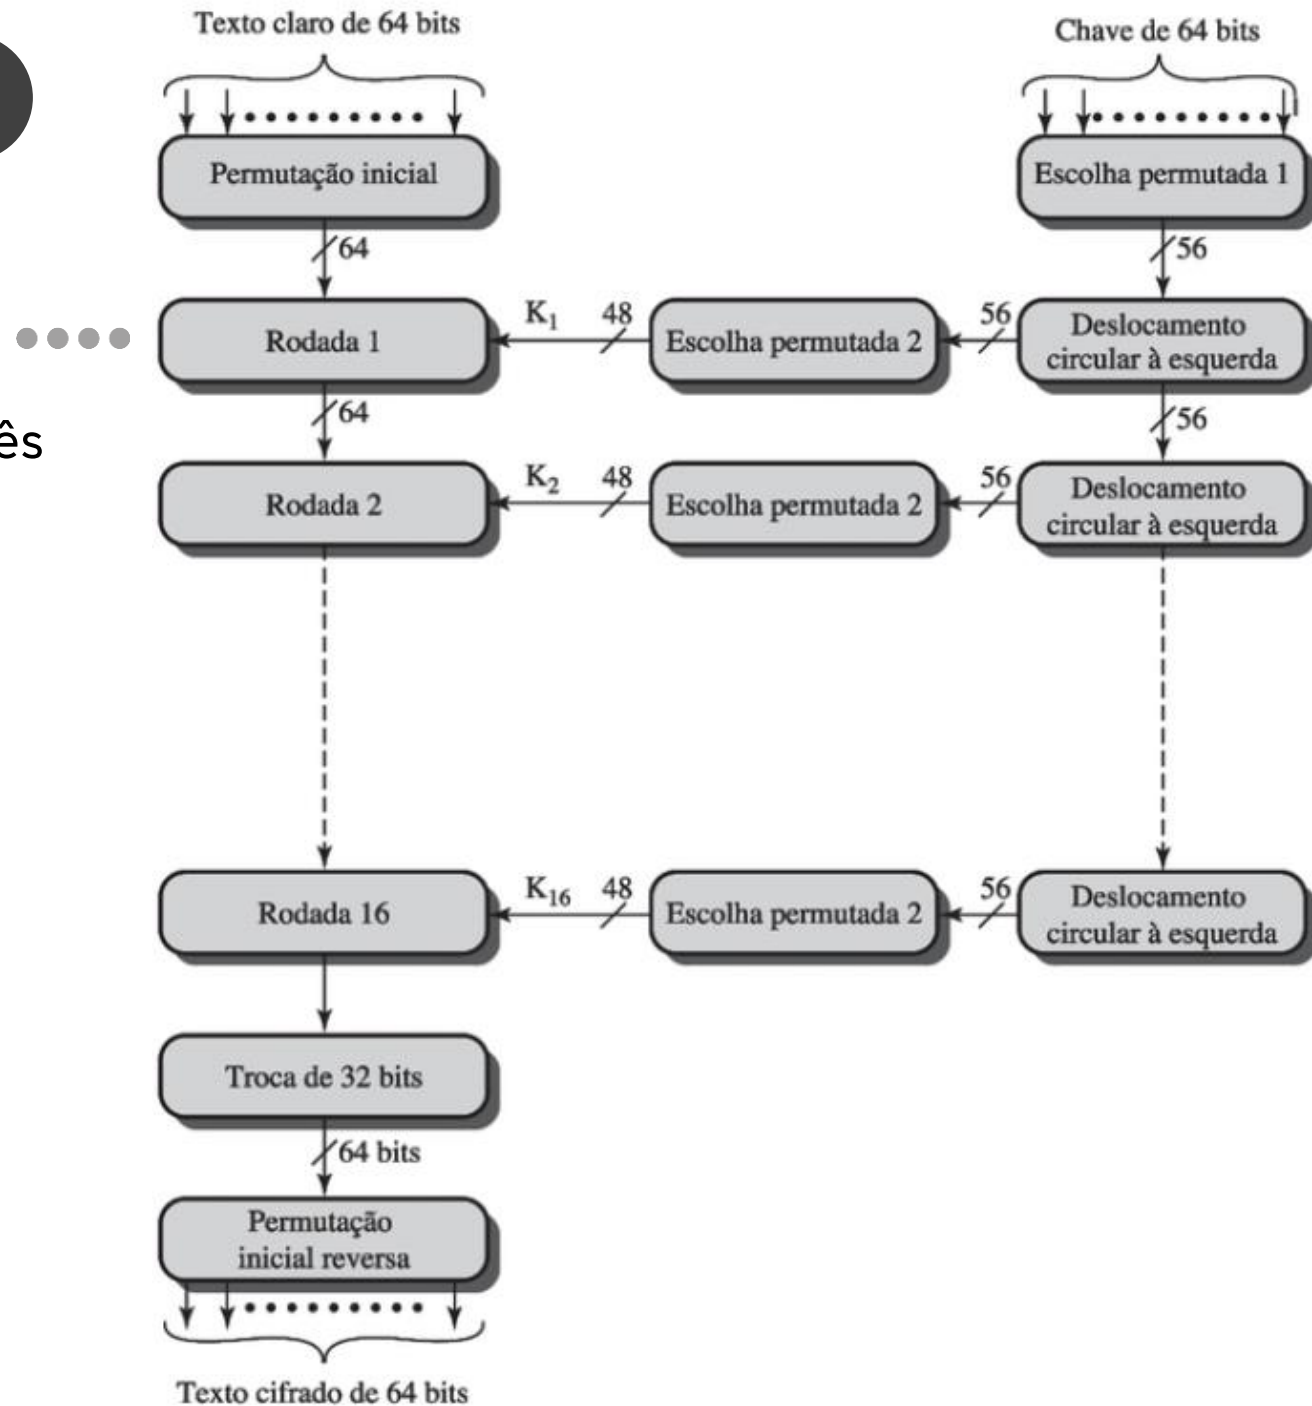 Texto claro de 64 bits
Chave de 64 bits
Permutação inicial
Escolha permutada 1
64
56
Rodada 1
K1
48
Escolha permutada 2
56
Deslocamento
circular à esquerda
64
56
ês
Rodada 2
K2
48
Escolha permutada 2
56
Deslocamento
circular à esquerda
Rodada 16
K16
48
Escolha permutada 2
56
Deslocamento
circular à esquerda
Troca de 32 bits
64 bits
Permutação
inicial reversa
Texto cifrado de 64 bits